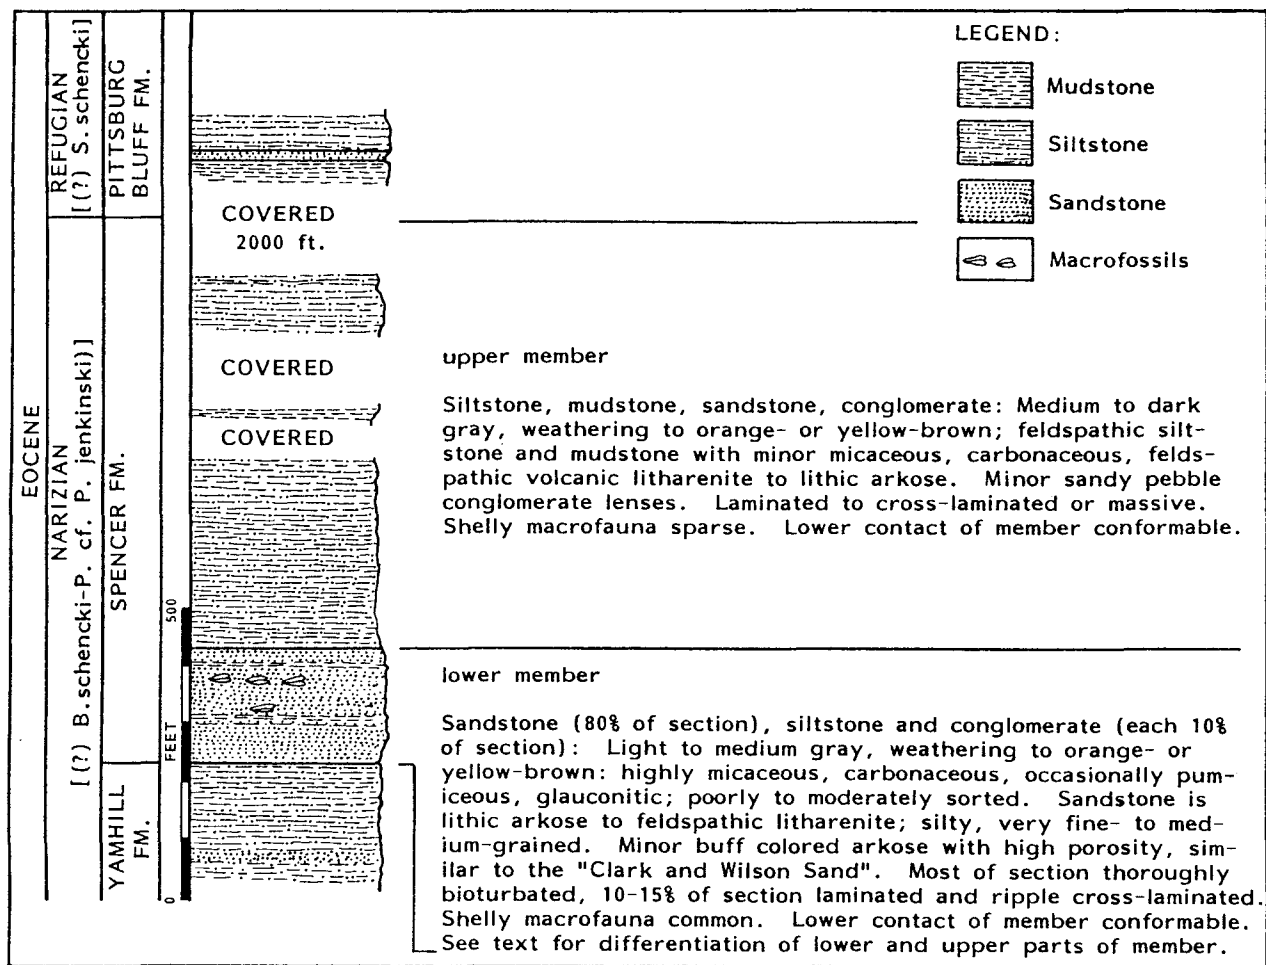 EOCENE
REFUGIAN
[(?) S.schencki]
NARIZIAN
[(?) B.schencki-P. cf. P. jenkinski)]
PITTSBURG
BLUFF FM.
SPENCER FM.
YAMHILL
FM.
500
FEET
0
COVERED
2000 ft.
COVERED
COVERED
LEGEND:
Mudstone
Siltstone
Sandstone
Macrofossils
upper member
Siltstone, mudstone, sandstone, conglomerate: Medium to dark
gray, weathering to orange- or yellow-brown; feldspathic silt-
stone and mudstone with minor micaceous, carbonaceous, felds-
pathic volcanic litharenite to lithic arkose. Minor sandy pebble
conglomerate lenses. Laminated to cross-laminated or massive.
Shelly macrofauna sparse. Lower contact of member conformable.
lower member
Sandstone (80% of section), siltstone and conglomerate (each 10%
of section): Light to medium gray, weathering to orange- or
yellow-brown: highly micaceous, carbonaceous, occasionally pum-
iceous, glauconitic; poorly to moderately sorted. Sandstone is
lithic arkose to feldspathic litharenite; silty, very fine- to med-
ium-grained. Minor buff colored arkose with high porosity, sim-
ilar to the "Clark and Wilson Sand". Most of section thoroughly
bioturbated, 10-15% of section laminated and ripple cross-laminated.
Shelly macrofauna common. Lower contact of member conformable.
See text for differentiation of lower and upper parts of member.